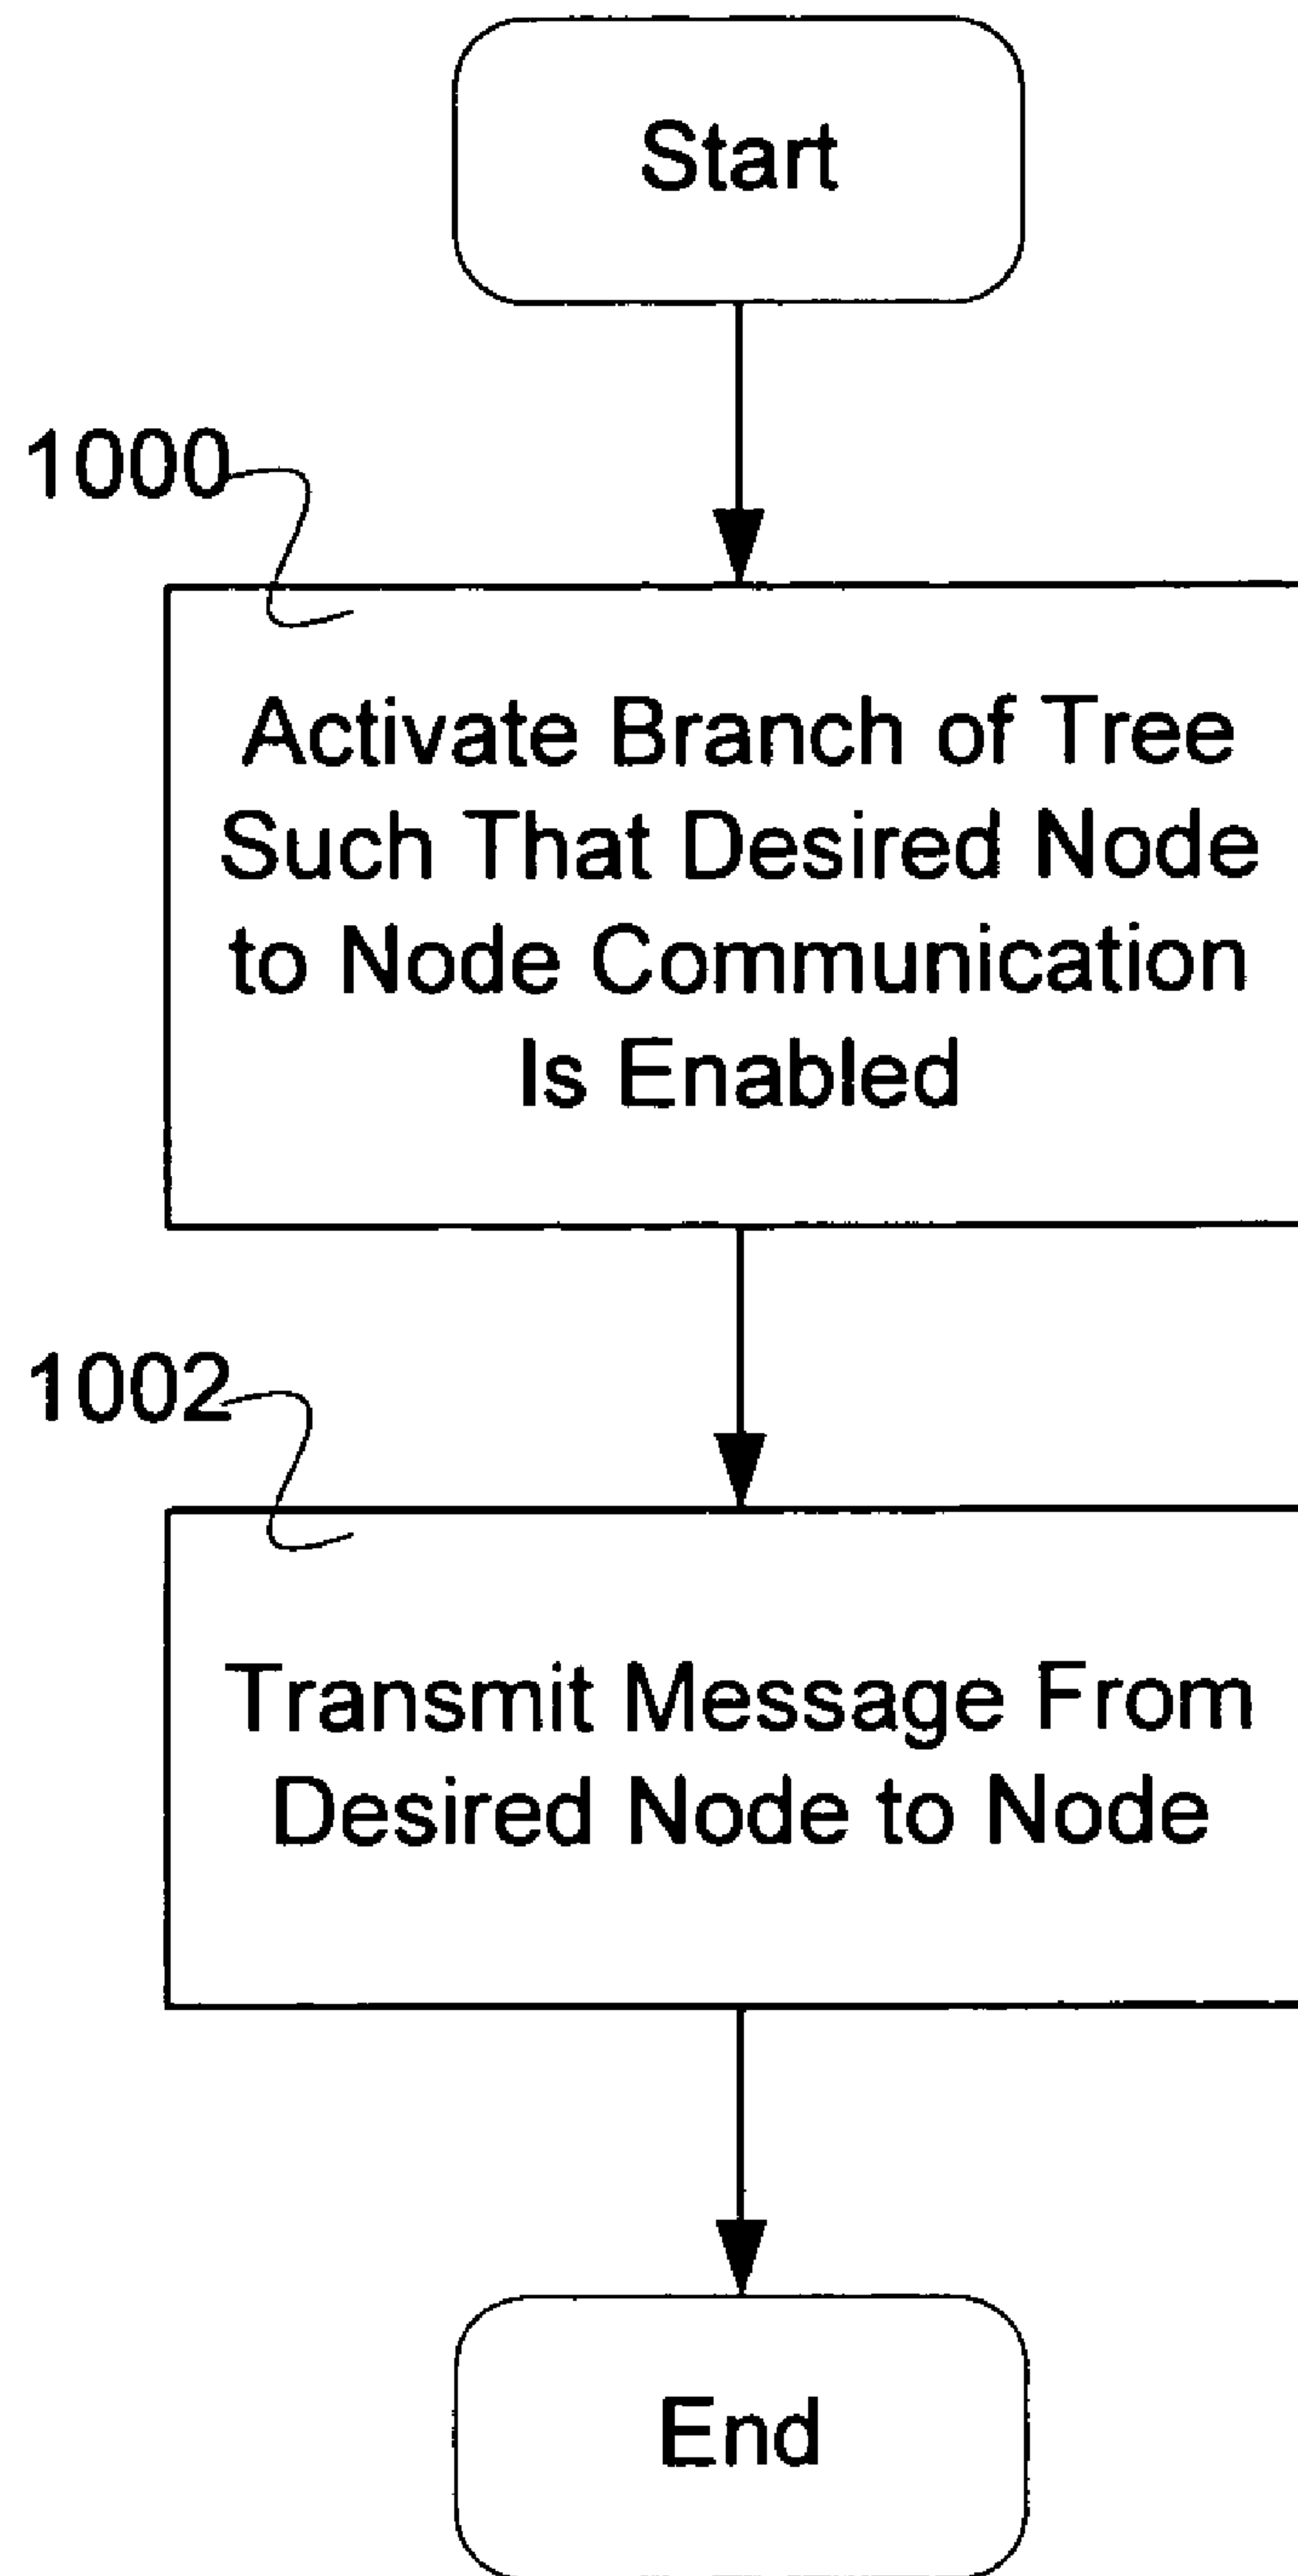 Start
1000
Activate Branch of Tree
Such That Desired Node
to Node Communication
Is Enabled
1002
Transmit Message From
Desired Node to Node
End